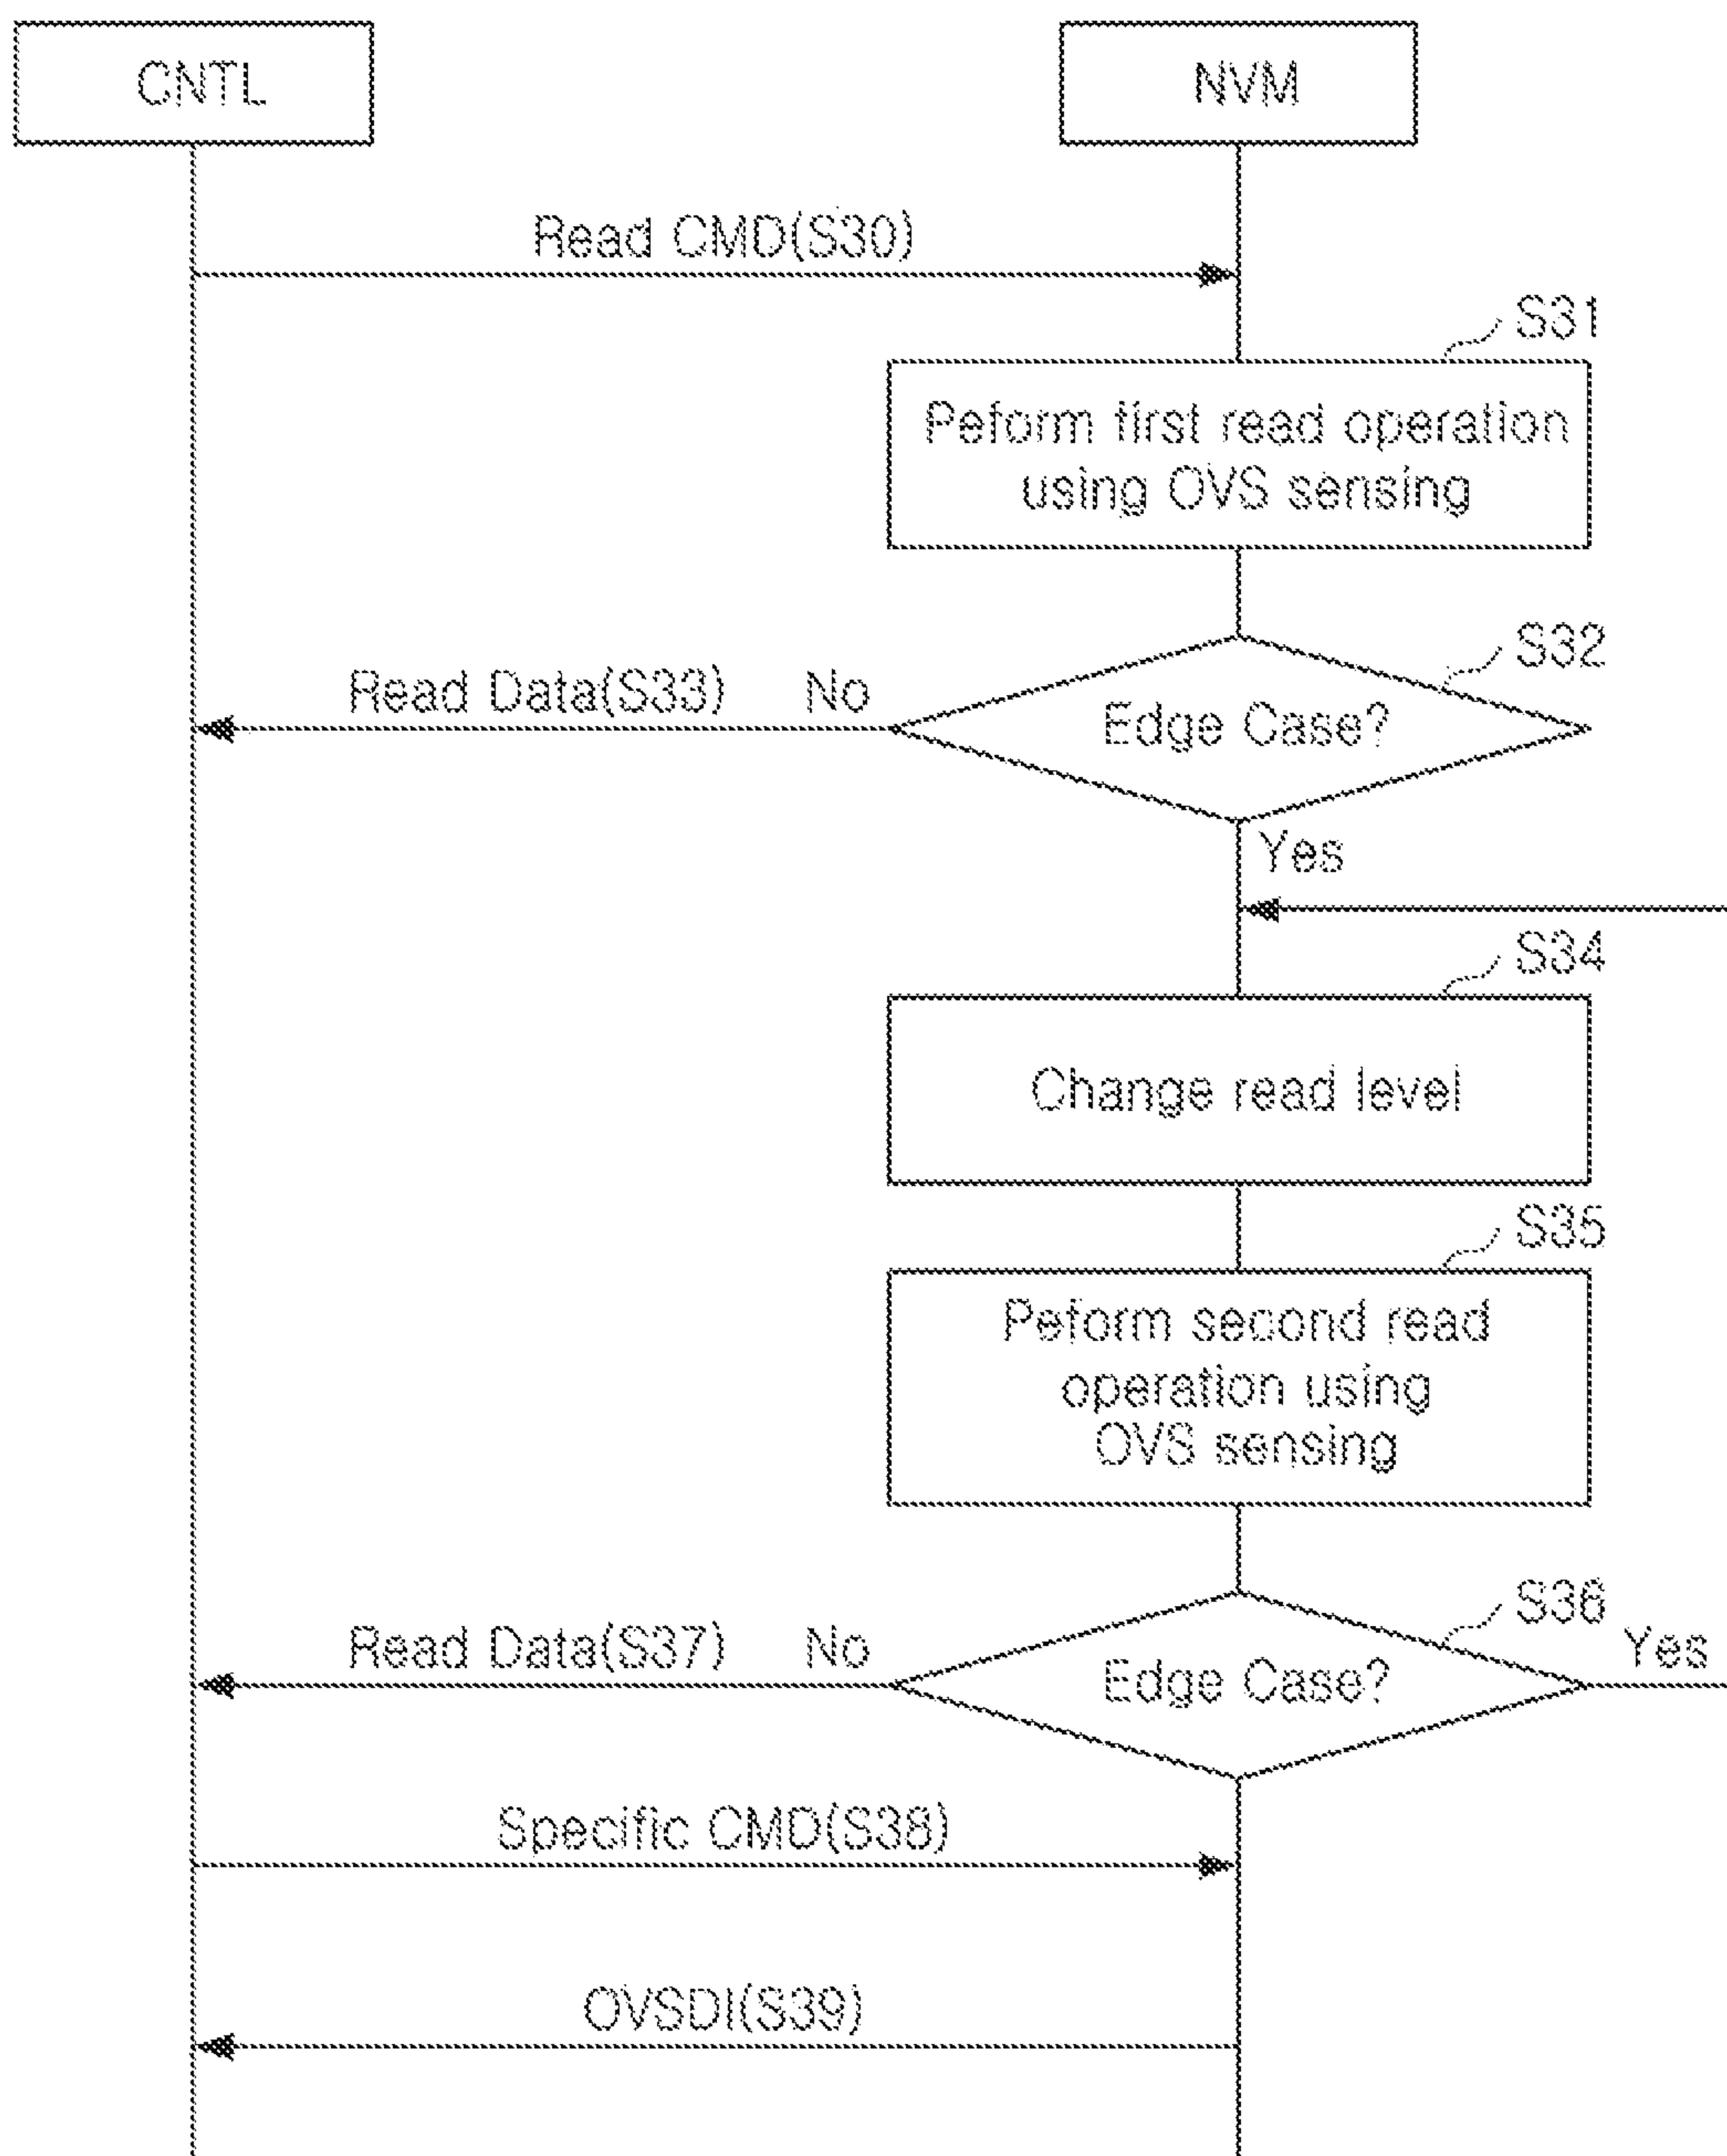 CNTL
NVM
Read CMD(S30)
S31
Peform first read operation
using OVS sensing
S32
Read Data(S33)
No
Edge Case?
Yes
S34
Change read level
S35
Peform second read
operation using
OVS sensing
S36
Read Data(S37)
No
Edge Case?
Yes
Specific CMD(S38)
OVSDI(S39)